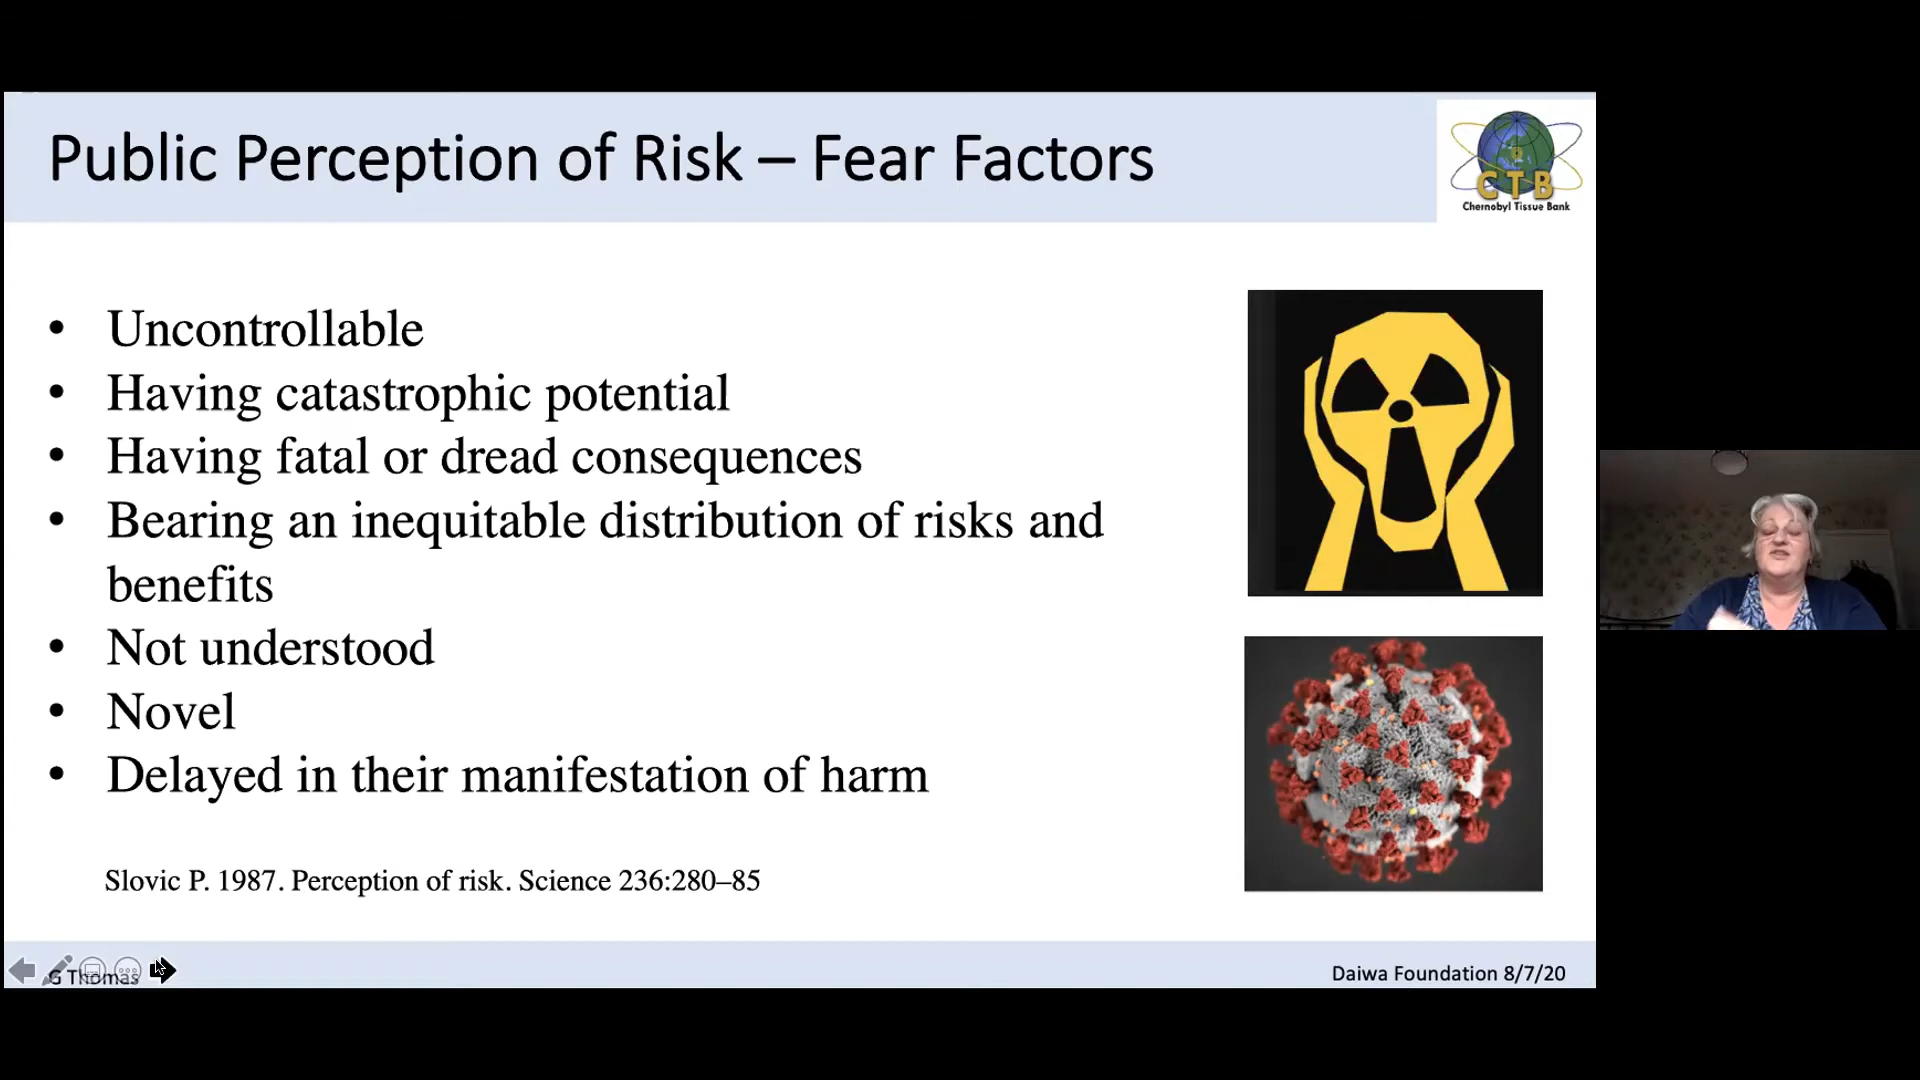 Public Perception of Risk – Fear Factors
CTB
Chernobyl Tissue Bank
• Uncontrollable
• Having catastrophic potential
• Having fatal or dread consequences
• Bearing an inequitable distribution of risks and
benefits
• Not understood
• Novel
• Delayed in their manifestation of harm
Slovic P. 1987. Perception of risk. Science 236:280–85
G Thomas
Daiwa Foundation 8/7/20